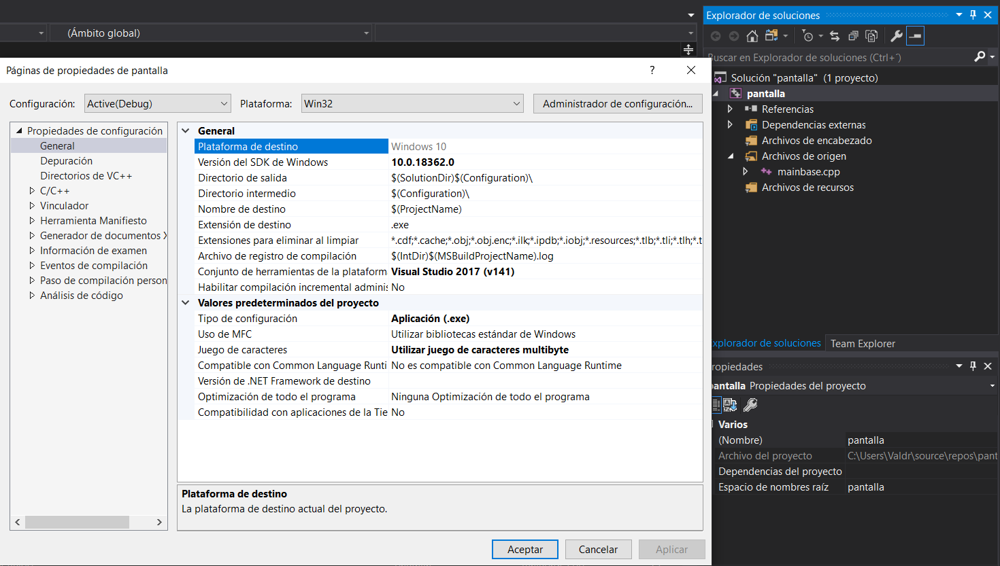 (Ámbito global)
Explorador de soluciones
Buscar en Explorador de soluciones (Ctrl+´)
Solución "pantalla" (1 proyecto)
pantalla
Referencias
Dependencias externas
Archivos de encabezado
Archivos de origen
mainbase.cpp
Archivos de recursos
Páginas de propiedades de pantalla
?
Configuración: Active(Debug) Plataforma: Win32 Administrador de configuración...
Propiedades de configuración
General
Depuración
Directorios de VC++
C/C++
Vinculador
Herramienta Manifiesto
Generador de documentos X
Información de examen
Eventos de compilación
Paso de compilación person
Análisis de código
General
Plataforma de destino Windows 10
Versión del SDK de Windows 10.0.18362.0
Directorio de salida $(SolutionDir)$(Configuration)\
Directorio intermedio $(Configuration)\
Nombre de destino $(ProjectName)
Extensión de destino .exe
Extensiones para eliminar al limpiar *.cdf;*.cache;*.obj;*.obj.enc;*.ilk;*.ipdb;*.iobj;*.resources;*.tlb;*.tli;*.tlh;*.t
Archivo de registro de compilación $(IntDir)$(MSBuildProjectName).log
Conjunto de herramientas de la plataform Visual Studio 2017 (v141)
Habilitar compilación incremental adminis No
Valores predeterminados del proyecto
Tipo de configuración Aplicación (.exe)
Uso de MFC Utilizar bibliotecas estándar de Windows
Juego de caracteres Utilizar juego de caracteres multibyte
Compatible con Common Language Runti No es compatible con Common Language Runtime
Versión de .NET Framework de destino
Optimización de todo el programa Ninguna Optimización de todo el programa
Compatibilidad con aplicaciones de la Tie No
Plataforma de destino
La plataforma de destino actual del proyecto.
Aceptar Cancelar Aplicar
xplorador de soluciones Team Explorer
ropiedades
pantalla Propiedades del proyecto
Varios
(Nombre) pantalla
Archivo del proyecto C:\Users\Valdr\source\repos\pant
Dependencias del proyecto
Espacio de nombres raíz pantalla